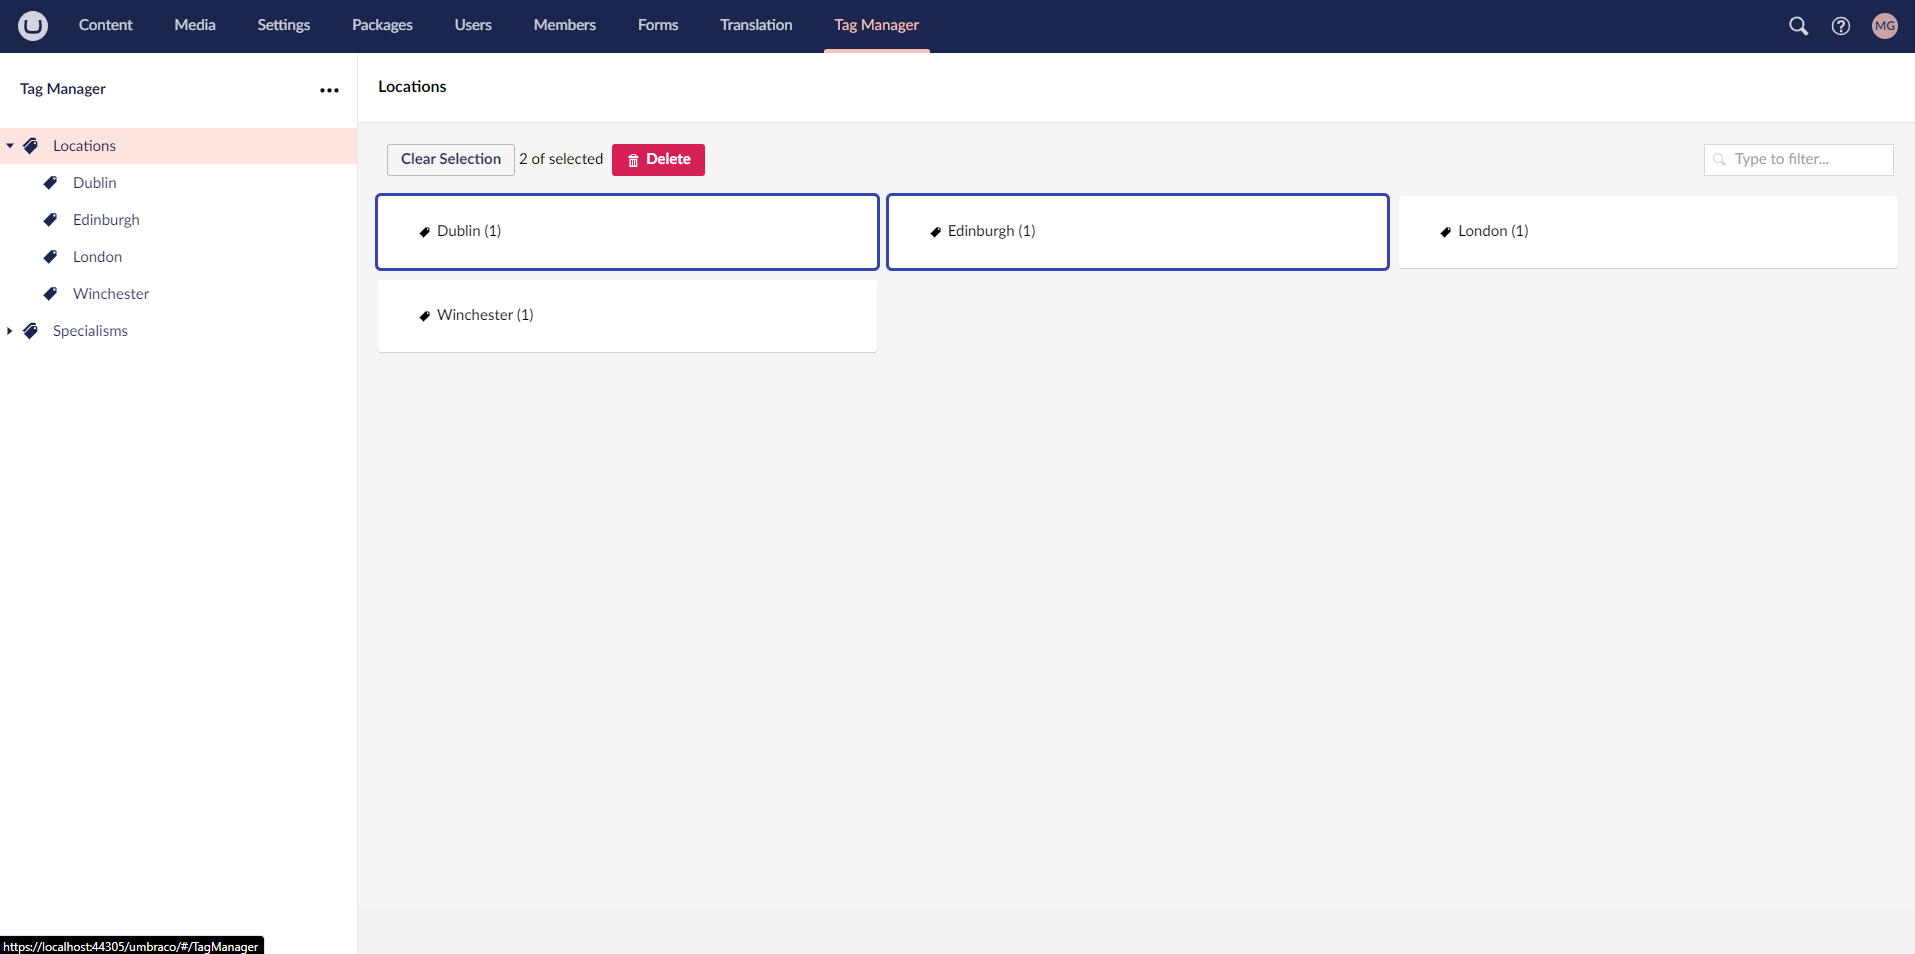 Content Media Settings Packages Users Members Forms Translation Tag Manager MG
Tag Manager
Locations
Dublin
Edinburgh
London
Winchester
Specialisms
Locations
Clear Selection 2 of selected Delete Type to filter...
Dublin (1) Edinburgh (1) London (1)
Winchester (1)
https://localhost:44305/umbraco/#/TagManager